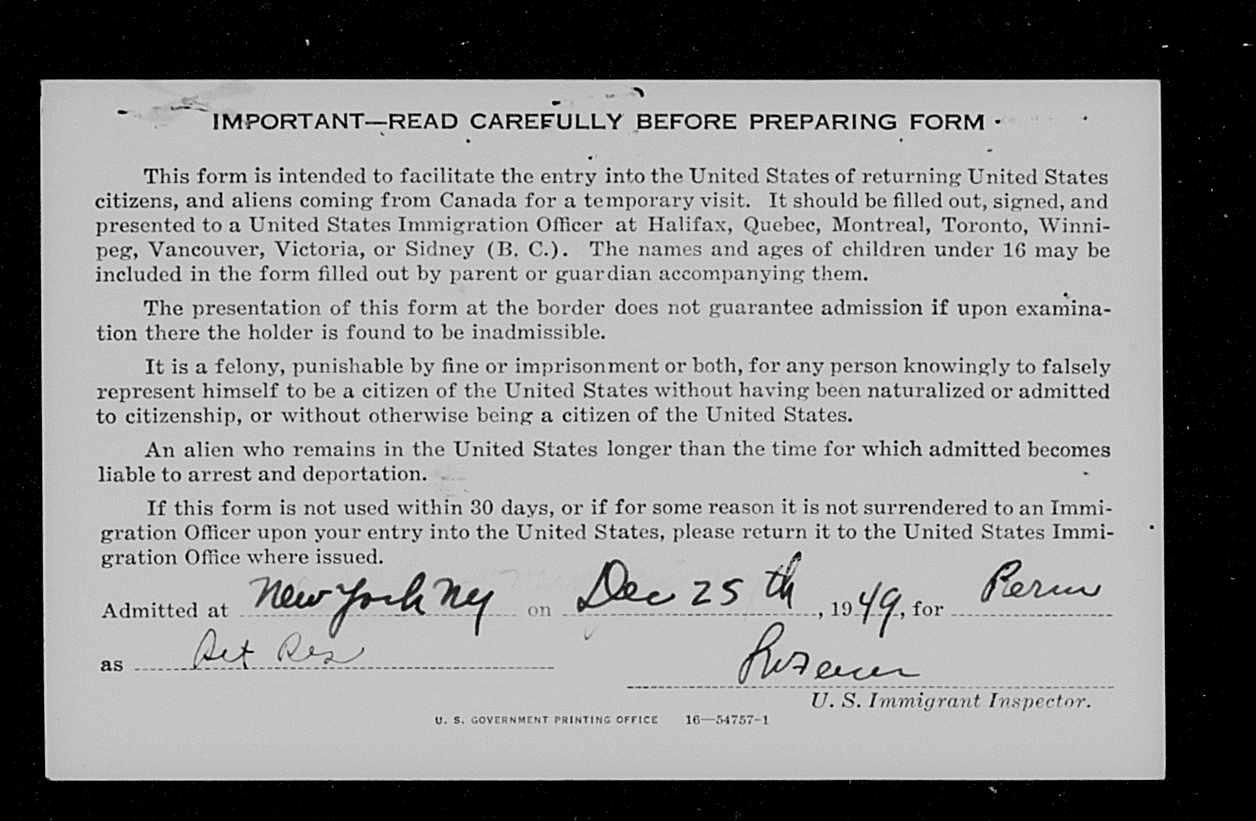 IMPORTANT—READ CAREFULLY BEFORE PREPARING FORM
This form is intended to facilitate the entry into the United States of returning United States
citizens, and aliens coming from Canada for a temporary visit. It should be filled out, signed, and
presented to a United States Immigration Officer at Halifax, Quebec, Montreal, Toronto, Winni-
peg, Vancouver, Victoria, or Sidney (B. C.). The names and ages of children under 16 may be
included in the form filled out by parent or guardian accompanying them.
The presentation of this form at the border does not guarantee admission if upon examina-
tion there the holder is found to be inadmissible.
It is a felony, punishable by fine or imprisonment or both, for any person knowingly to falsely
represent himself to be a citizen of the United States without having been naturalized or admitted
to citizenship, or without otherwise being a citizen of the United States.
An alien who remains in the United States longer than the time for which admitted becomes
liable to arrest and deportation.
If this form is not used within 30 days, or if for some reason it is not surrendered to an Immi-
gration Officer upon your entry into the United States, please return it to the United States Immi-
gration Office where issued.
Admitted at New York NY on Dec 25th, 1949, for Perm
as Ret Res
U. S. Immigrant Inspector.
U. S. GOVERNMENT PRINTING OFFICE 16—54757-1